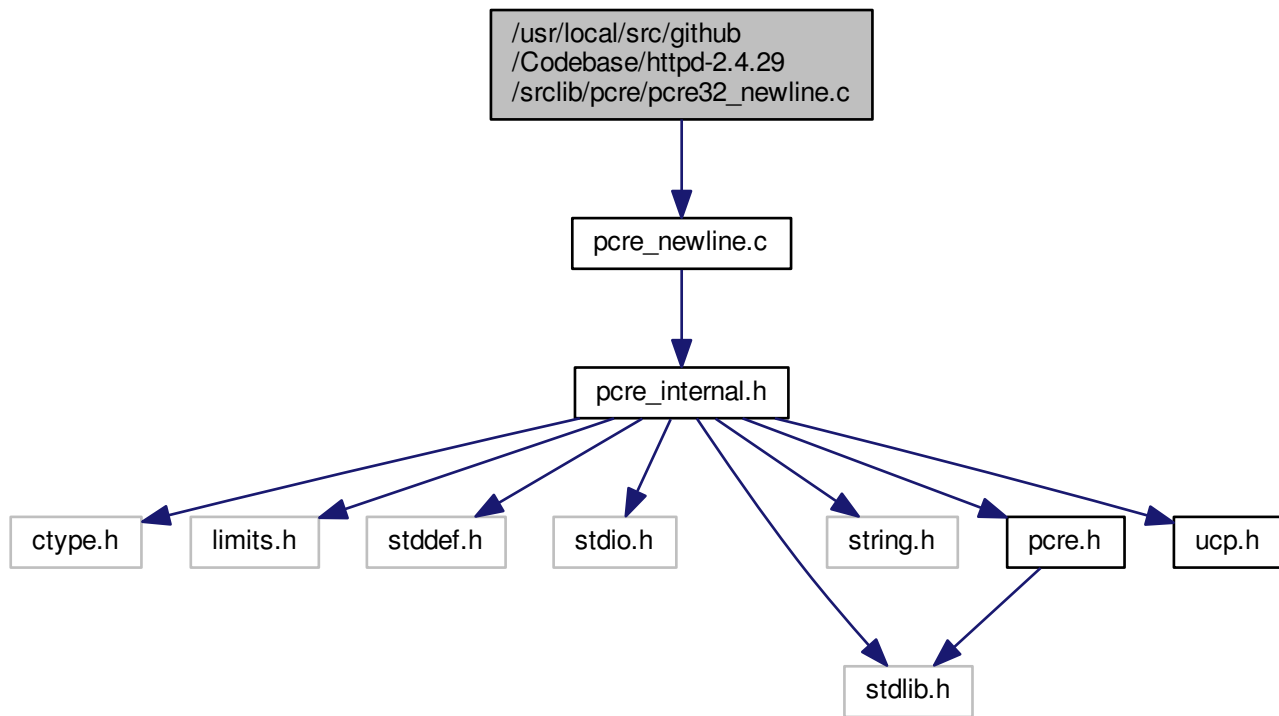 /usr/local/src/github
/Codebase/httpd-2.4.29
/srclib/pcre/pcre32_newline.c
pcre_newline.c
pcre_internal.h
ctype.h
limits.h
stddef.h
stdio.h
string.h
pcre.h
ucp.h
stdlib.h